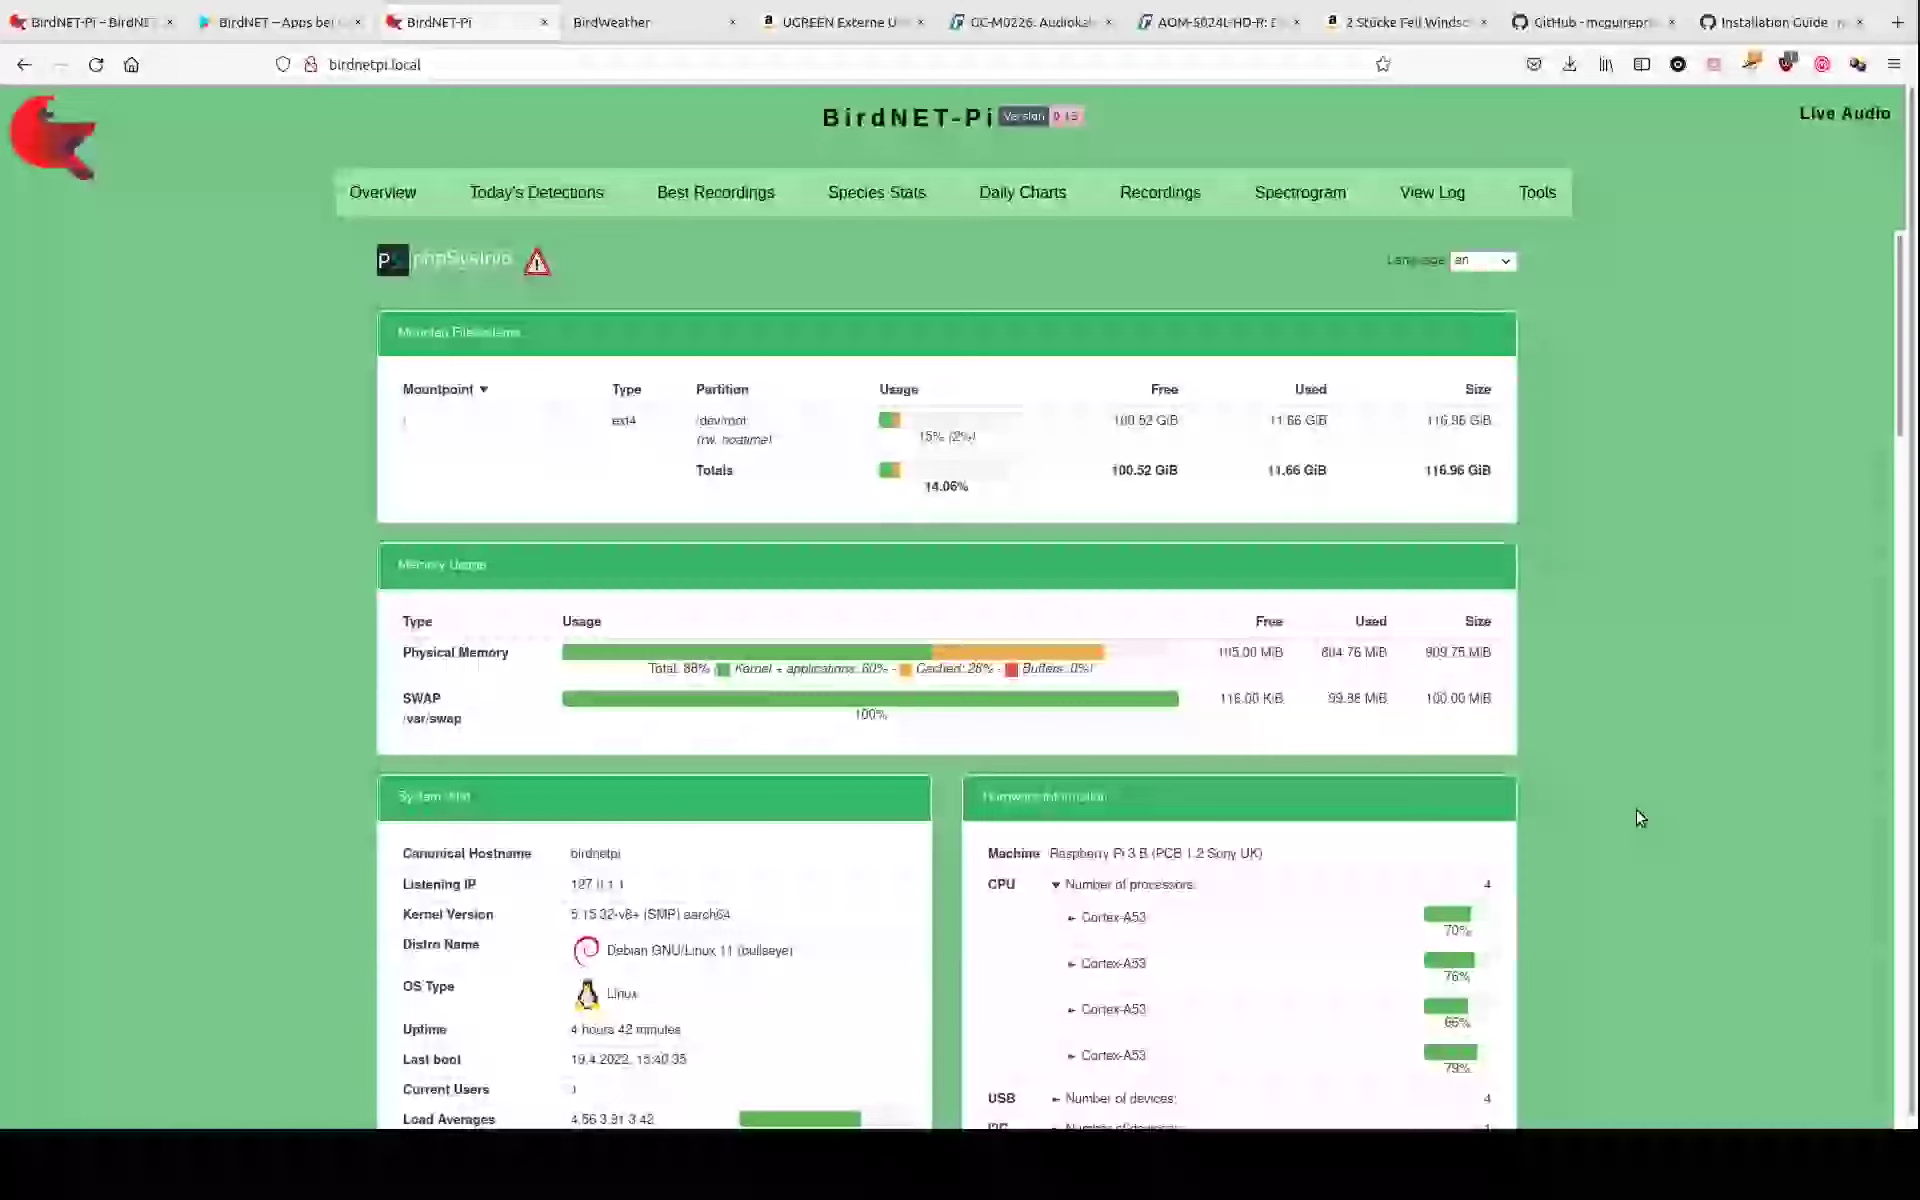 BirdNET-Pi – BirdNE
BirdNET – Apps bei
BirdNET-Pi
BirdWeather
UGREEN Externe U
CC-M0226: Audiokal
AOM-5024L-HD-R: E
2 Stücke Fell Windsc
GitHub - mcguirepr
Installation Guide
birdnetpi.local
BirdNET-Pi Version 0.13
Live Audio
Overview Today's Detections Best Recordings Species Stats Daily Charts Recordings Spectrogram View Log Tools
phpSysInfo
Language en
Mounted Filesystems
Mountpoint Type Partition Usage Free Used Size
/ ext4 /dev/root 100.52 GiB 11.66 GiB 116.96 GiB
(rw, noatime) 15% (2%)
Totals 100.52 GiB 11.66 GiB 116.96 GiB
14.06%
Memory Usage
Type Usage Free Used Size
Physical Memory 105.00 MiB 804.76 MiB 909.75 MiB
Total: 88% Kernel + applications: 60% - Cached: 28% - Buffers: 0%
SWAP 116.00 KiB 99.88 MiB 100.00 MiB
/var/swap 100%
System Vital
Canonical Hostname birdnetpi
Listening IP 127.0.1.1
Kernel Version 5.15.32-v8+ (SMP) aarch64
Distro Name Debian GNU/Linux 11 (bullseye)
OS Type Linux
Uptime 4 hours 42 minutes
Last boot 19.4.2022, 15:40:35
Current Users
Load Averages 4.56 3.91 3.42
Hardware Information
Machine Raspberry Pi 3 B (PCB 1.2 Sony UK)
CPU Number of processors: 4
Cortex-A53
70%
Cortex-A53
76%
Cortex-A53
66%
Cortex-A53
79%
USB Number of devices: 4